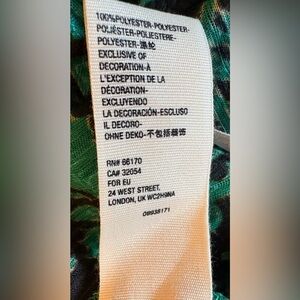 100%POLYESTER-POLYESTER-
POLIÉSTER-POLIESTERE-
POLYESTER-涤纶
EXCLUSIVE OF
DECORATION-À
L'EXCEPTION DE LA
DÉCORATION-
EXCLUYENDO
LA DECORACIÓN-ESCLUSO
IL DECORO-
OHNE DEKO-不包括装饰
RN# 66170
CA# 32054
FOR EU
24 WEST STREET,
LONDON, UK WC2H9NA
09938171